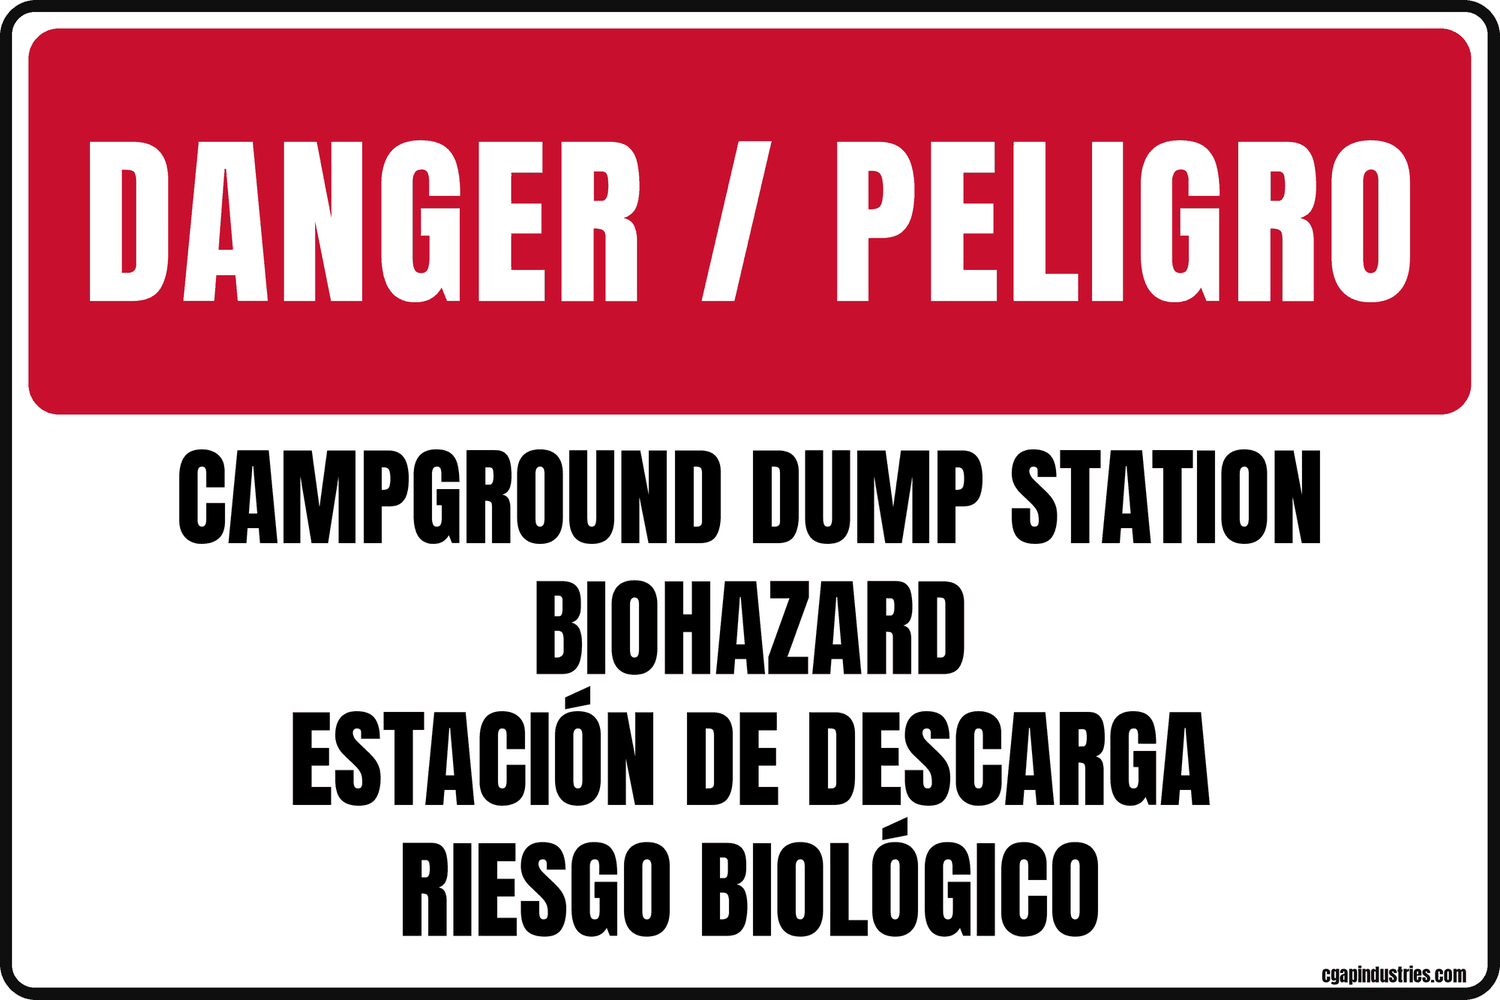 DANGER / PELIGRO
CAMPGROUND DUMP STATION
BIOHAZARD
ESTACIÓN DE DESCARGA
RIESGO BIOLÓGICO
cgapindustries.com